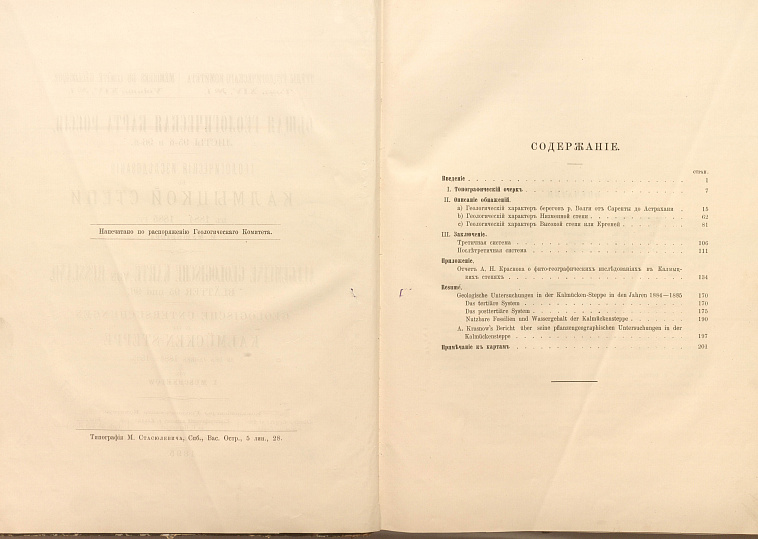 Напечатано по распоряженію Геологическаго Комитета.
Типографія М. Стасюлевича, Спб., Вас. Остр., 5 лин., 28.
СОДЕРЖАНІЕ.
стран.
Введеніе 1
I. Топографическій очеркъ 7
II. Описаніе обнаженій.
a) Геологическій характеръ береговъ р. Волги отъ Сарепты до Астрахани 15
b) Геологическій характеръ Низменной степи 62
c) Геологическій характеръ Высокой степи или Ергеней 81
III. Заключеніе.
Третичная система 106
Послѣтретичная система 111
Приложеніе.
Отчетъ А. Н. Краснова о фито-географическихъ изслѣдованіяхъ въ Калмыц-
кихъ степяхъ 134
Resumé.
Geologische Untersuchungen in der Kalmücken-Steppe in den Jahren 1884—1885 170
Das tertiäre System 170
Das posttertiäre System 175
Nutzbare Fossilien und Wassergehalt der Kalmückensteppe 190
A. Krasnow's Bericht über seine pflanzengeographischen Untersuchungen in der
Kalmückensteppe 197
Примѣчаніе къ картамъ 201